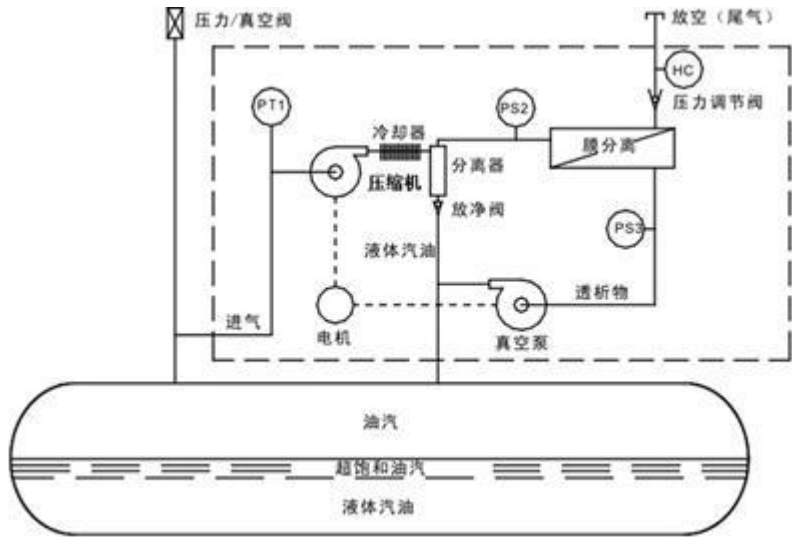 压力/真空阀
放空（尾气）
HC
PT1
PS2
压力调节阀
冷却器
膜分离
分离器
压缩机
放净阀
PS3
液体汽油
透析物
进气
电机
真空泵
油汽
超饱和油汽
液体汽油